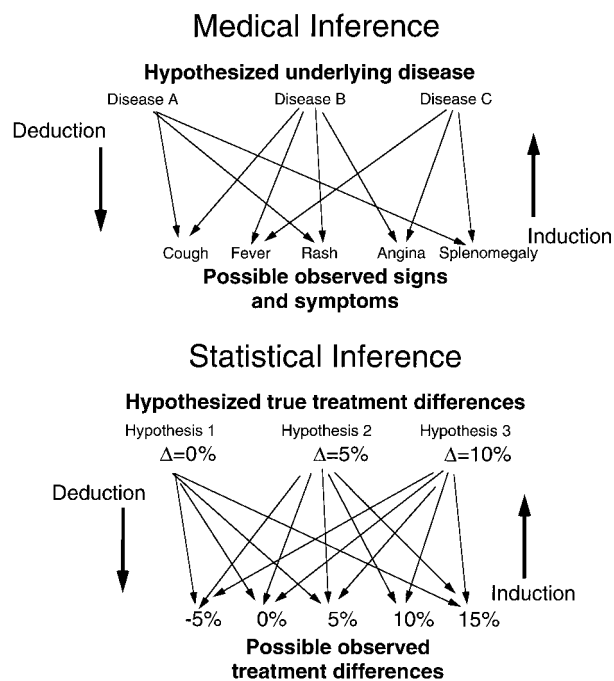 Medical Inference
Hypothesized underlying disease
Disease A Disease B Disease C
Deduction
Induction
Cough Fever Rash Angina Splenomegaly
Possible observed signs
and symptoms
Statistical Inference
Hypothesized true treatment differences
Hypothesis 1 Hypothesis 2 Hypothesis 3
Δ=0% Δ=5% Δ=10%
Deduction
Induction
-5% 0% 5% 10% 15%
Possible observed
treatment differences